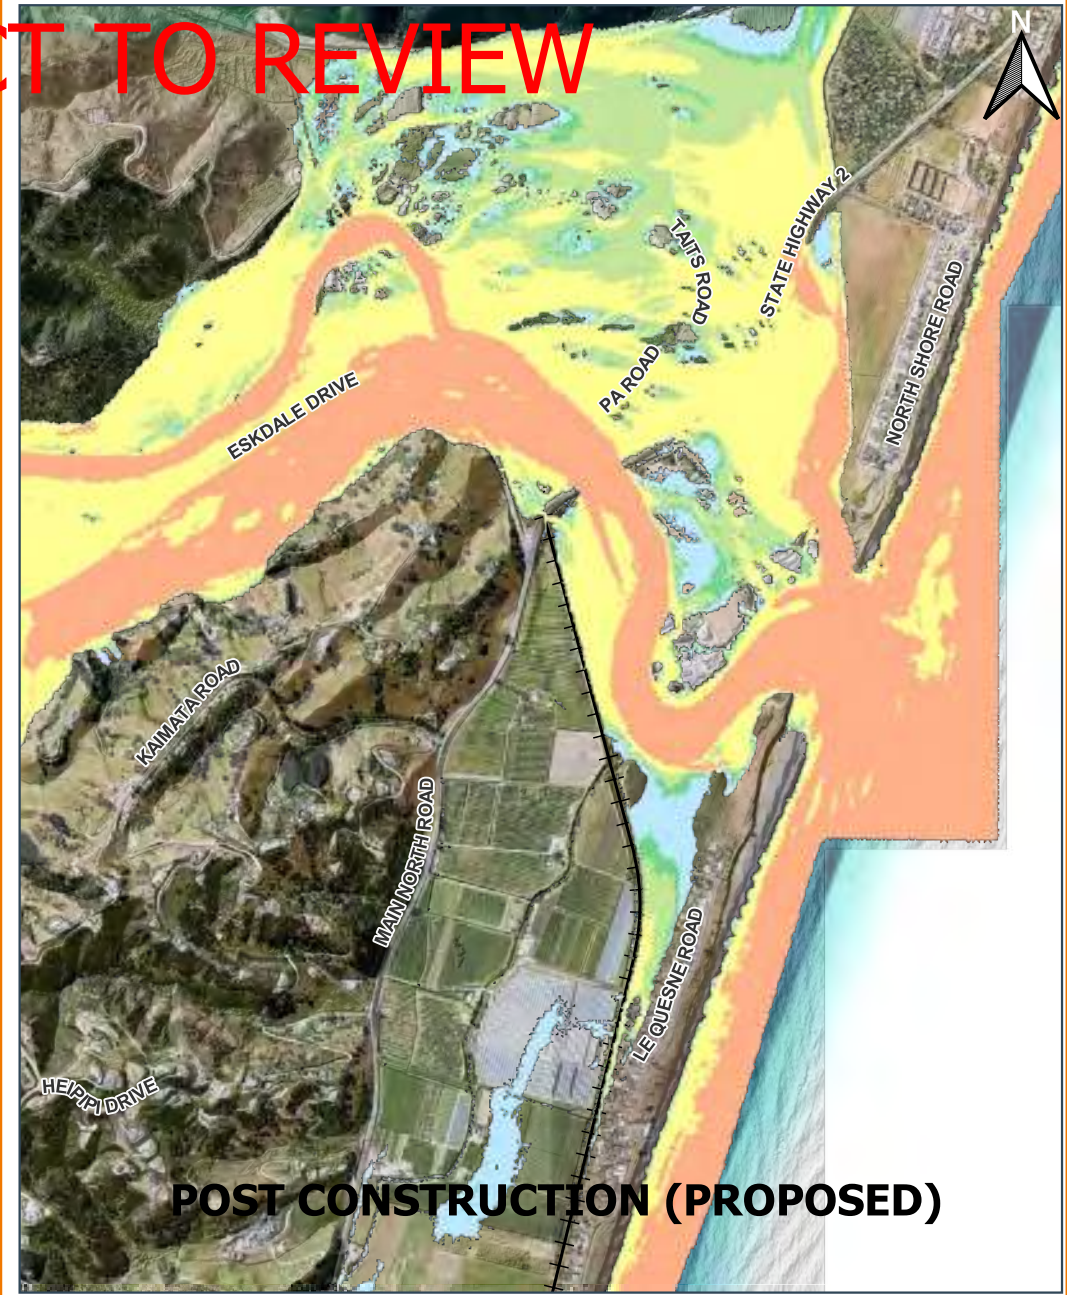 CT TO REVIEW
N
STATE HIGHWAY 2
TAITS ROAD
NORTH SHORE ROAD
PA ROAD
ESKDALE DRIVE
KAIMATA ROAD
MAIN NORTH ROAD
LE QUESNE ROAD
HEIPIPI DRIVE
POST CONSTRUCTION (PROPOSED)